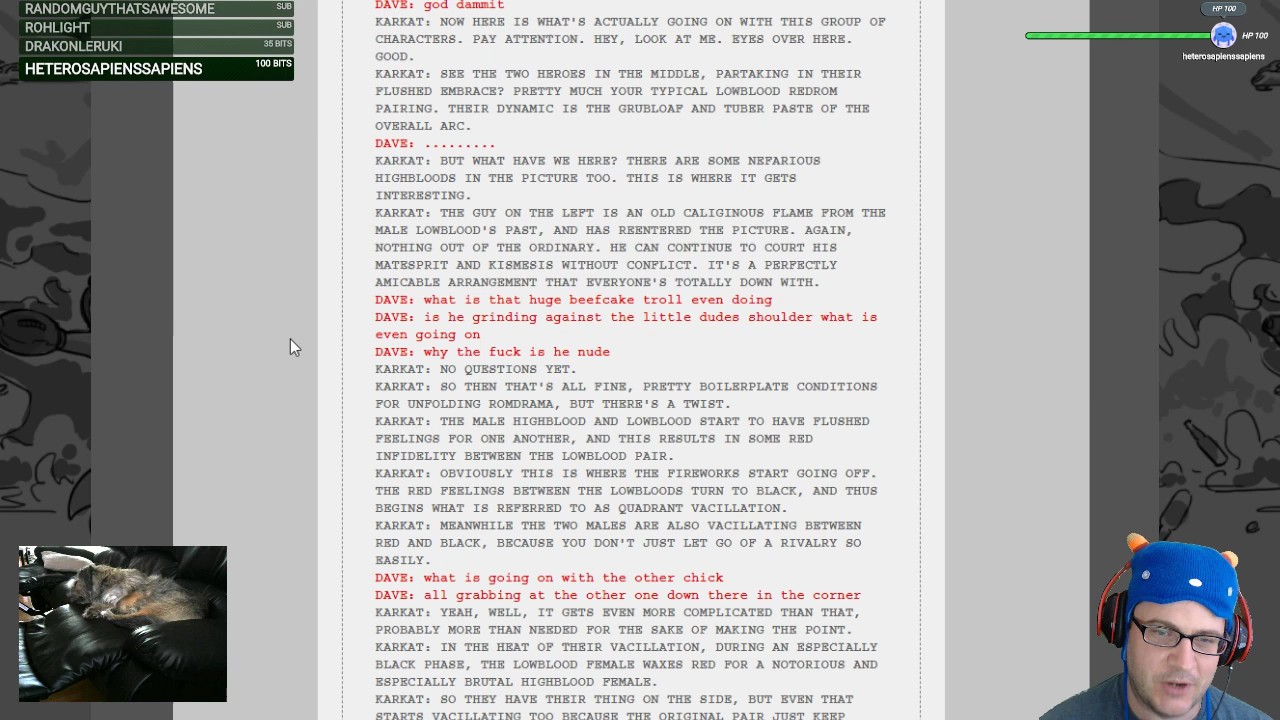 RANDOMGUYTHATSAWESOME SUB
ROHLIGHT SUB
DRAKONLERUKI 35 BITS
HETEROSAPIENSSAPIENS 100 BITS
HP 100
HP 100
heterosapienssapiens
DAVE: god dammit
KARKAT: NOW HERE IS WHAT'S ACTUALLY GOING ON WITH THIS GROUP OF
CHARACTERS. PAY ATTENTION. HEY, LOOK AT ME. EYES OVER HERE.
GOOD.
KARKAT: SEE THE TWO HEROES IN THE MIDDLE, PARTAKING IN THEIR
FLUSHED EMBRACE? PRETTY MUCH YOUR TYPICAL LOWBLOOD REDROM
PAIRING. THEIR DYNAMIC IS THE GRUBLOAF AND TUBER PASTE OF THE
OVERALL ARC.
DAVE: .........
KARKAT: BUT WHAT HAVE WE HERE? THERE ARE SOME NEFARIOUS
HIGHBLOODS IN THE PICTURE TOO. THIS IS WHERE IT GETS
INTERESTING.
KARKAT: THE GUY ON THE LEFT IS AN OLD CALIGINOUS FLAME FROM THE
MALE LOWBLOOD'S PAST, AND HAS REENTERED THE PICTURE. AGAIN,
NOTHING OUT OF THE ORDINARY. HE CAN CONTINUE TO COURT HIS
MATESPRIT AND KISMESIS WITHOUT CONFLICT. IT'S A PERFECTLY
AMICABLE ARRANGEMENT THAT EVERYONE'S TOTALLY DOWN WITH.
DAVE: what is that huge beefcake troll even doing
DAVE: is he grinding against the little dudes shoulder what is
even going on
DAVE: why the fuck is he nude
KARKAT: NO QUESTIONS YET.
KARKAT: SO THEN THAT'S ALL FINE, PRETTY BOILERPLATE CONDITIONS
FOR UNFOLDING ROMDRAMA, BUT THERE'S A TWIST.
KARKAT: THE MALE HIGHBLOOD AND LOWBLOOD START TO HAVE FLUSHED
FEELINGS FOR ONE ANOTHER, AND THIS RESULTS IN SOME RED
INFIDELITY BETWEEN THE LOWBLOOD PAIR.
KARKAT: OBVIOUSLY THIS IS WHERE THE FIREWORKS START GOING OFF.
THE RED FEELINGS BETWEEN THE LOWBLOODS TURN TO BLACK, AND THUS
BEGINS WHAT IS REFERRED TO AS QUADRANT VACILLATION.
KARKAT: MEANWHILE THE TWO MALES ARE ALSO VACILLATING BETWEEN
RED AND BLACK, BECAUSE YOU DON'T JUST LET GO OF A RIVALRY SO
EASILY.
DAVE: what is going on with the other chick
DAVE: all grabbing at the other one down there in the corner
KARKAT: YEAH, WELL, IT GETS EVEN MORE COMPLICATED THAN THAT,
PROBABLY MORE THAN NEEDED FOR THE SAKE OF MAKING THE POINT.
KARKAT: IN THE HEAT OF THEIR VACILLATION, DURING AN ESPECIALLY
BLACK PHASE, THE LOWBLOOD FEMALE WAXES RED FOR A NOTORIOUS AND
ESPECIALLY BRUTAL HIGHBLOOD FEMALE.
KARKAT: SO THEY HAVE THEIR THING ON THE SIDE, BUT EVEN THAT
STARTS VACILLATING TOO BECAUSE THE ORIGINAL PAIR JUST KEEP